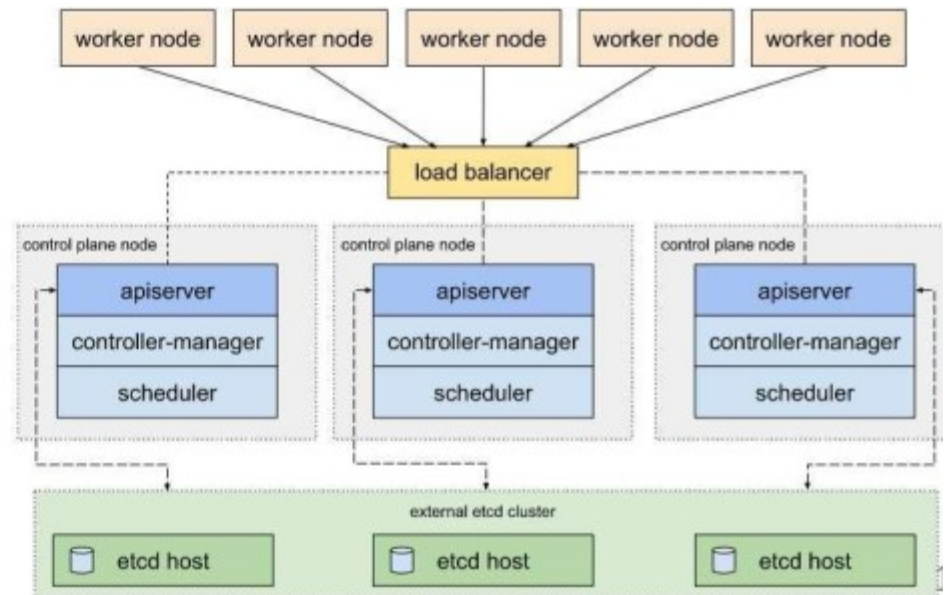 worker node
worker node
worker node
worker node
worker node
load balancer
control plane node
control plane node
control plane node
apiserver
apiserver
apiserver
controller-manager
controller-manager
controller-manager
scheduler
scheduler
scheduler
external etcd cluster
etcd host
etcd host
etcd host